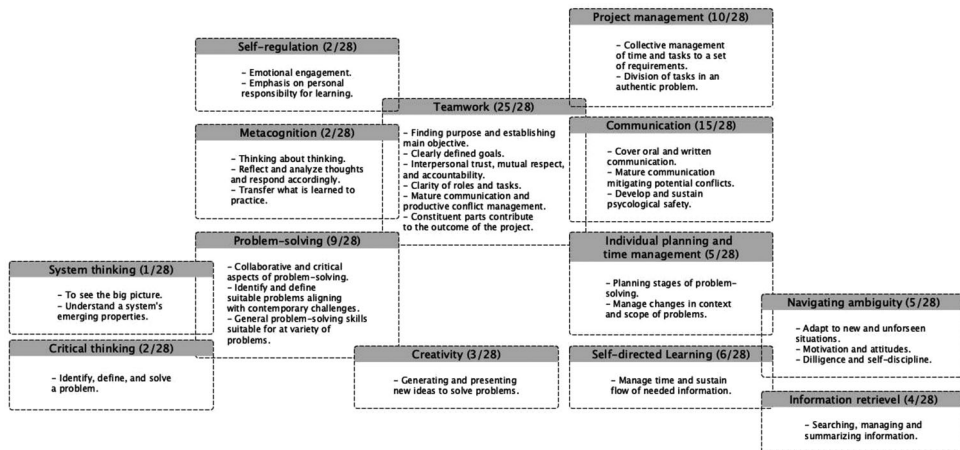 Project management (10/28)
- Collective management
of time and tasks to a set
of requirements.
- Division of tasks in an
authentic problem.
Self-regulation (2/28)
- Emotional engagement.
- Emphasis on personal
responsibilty for learning.
Teamwork (25/28)
- Finding purpose and establishing
main objective.
- Clearly defined goals.
- Interpersonal trust, mutual respect,
and accountability.
- Clarity of roles and tasks.
- Mature communication and
productive conflict management.
- Constituent parts contribute
to the outcome of the project.
Metacognition (2/28)
- Thinking about thinking.
- Reflect and analyze thoughts
and respond accordingly.
- Transfer what is learned to
practice.
Communication (15/28)
- Cover oral and written
communication.
- Mature communication
mitigating potential conflicts.
- Develop and sustain
psycological safety.
Problem-solving (9/28)
- Collaborative and critical
aspects of problem-solving.
- Identify and define
suitable problems aligning
with contemporary challenges.
- General problem-solving skills
suitable for at variety of
problems.
Individual planning and
time management (5/28)
- Planning stages of problem-
solving.
- Manage changes in context
and scope of problems.
System thinking (1/28)
- To see the big picture.
- Understand a system's
emerging properties.
Navigating ambiguity (5/28)
- Adapt to new and unforseen
situations.
- Motivation and attitudes.
- Dilligence and self-discipline.
Critical thinking (2/28)
- Identify, define, and solve
a problem.
Creativity (3/28)
- Generating and presenting
new ideas to solve problems.
Self-directed Learning (6/28)
- Manage time and sustain
flow of needed information.
Information retrievel (4/28)
- Searching, managing and
summarizing information.